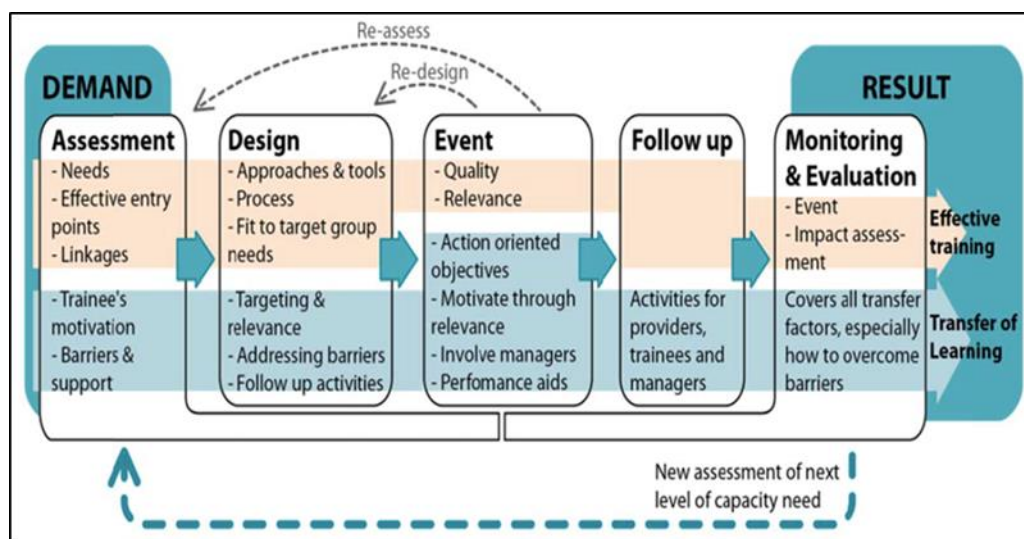 Re-assess
Re-design
DEMAND
RESULT
Assessment
- Needs
- Effective entry
points
- Linkages
- Trainee's
motivation
- Barriers &
support
Design
- Approaches & tools
- Process
- Fit to target group
needs
- Targeting &
relevance
- Addressing barriers
- Follow up activities
Event
- Quality
- Relevance
- Action oriented
objectives
- Motivate through
relevance
- Involve managers
- Perfomance aids
Follow up
Activities for
providers,
trainees and
managers
Monitoring
& Evaluation
- Event
- Impact assess-
ment
Covers all transfer
factors, especially
how to overcome
barriers
Effective
training
Transfer of
Learning
New assessment of next
level of capacity need